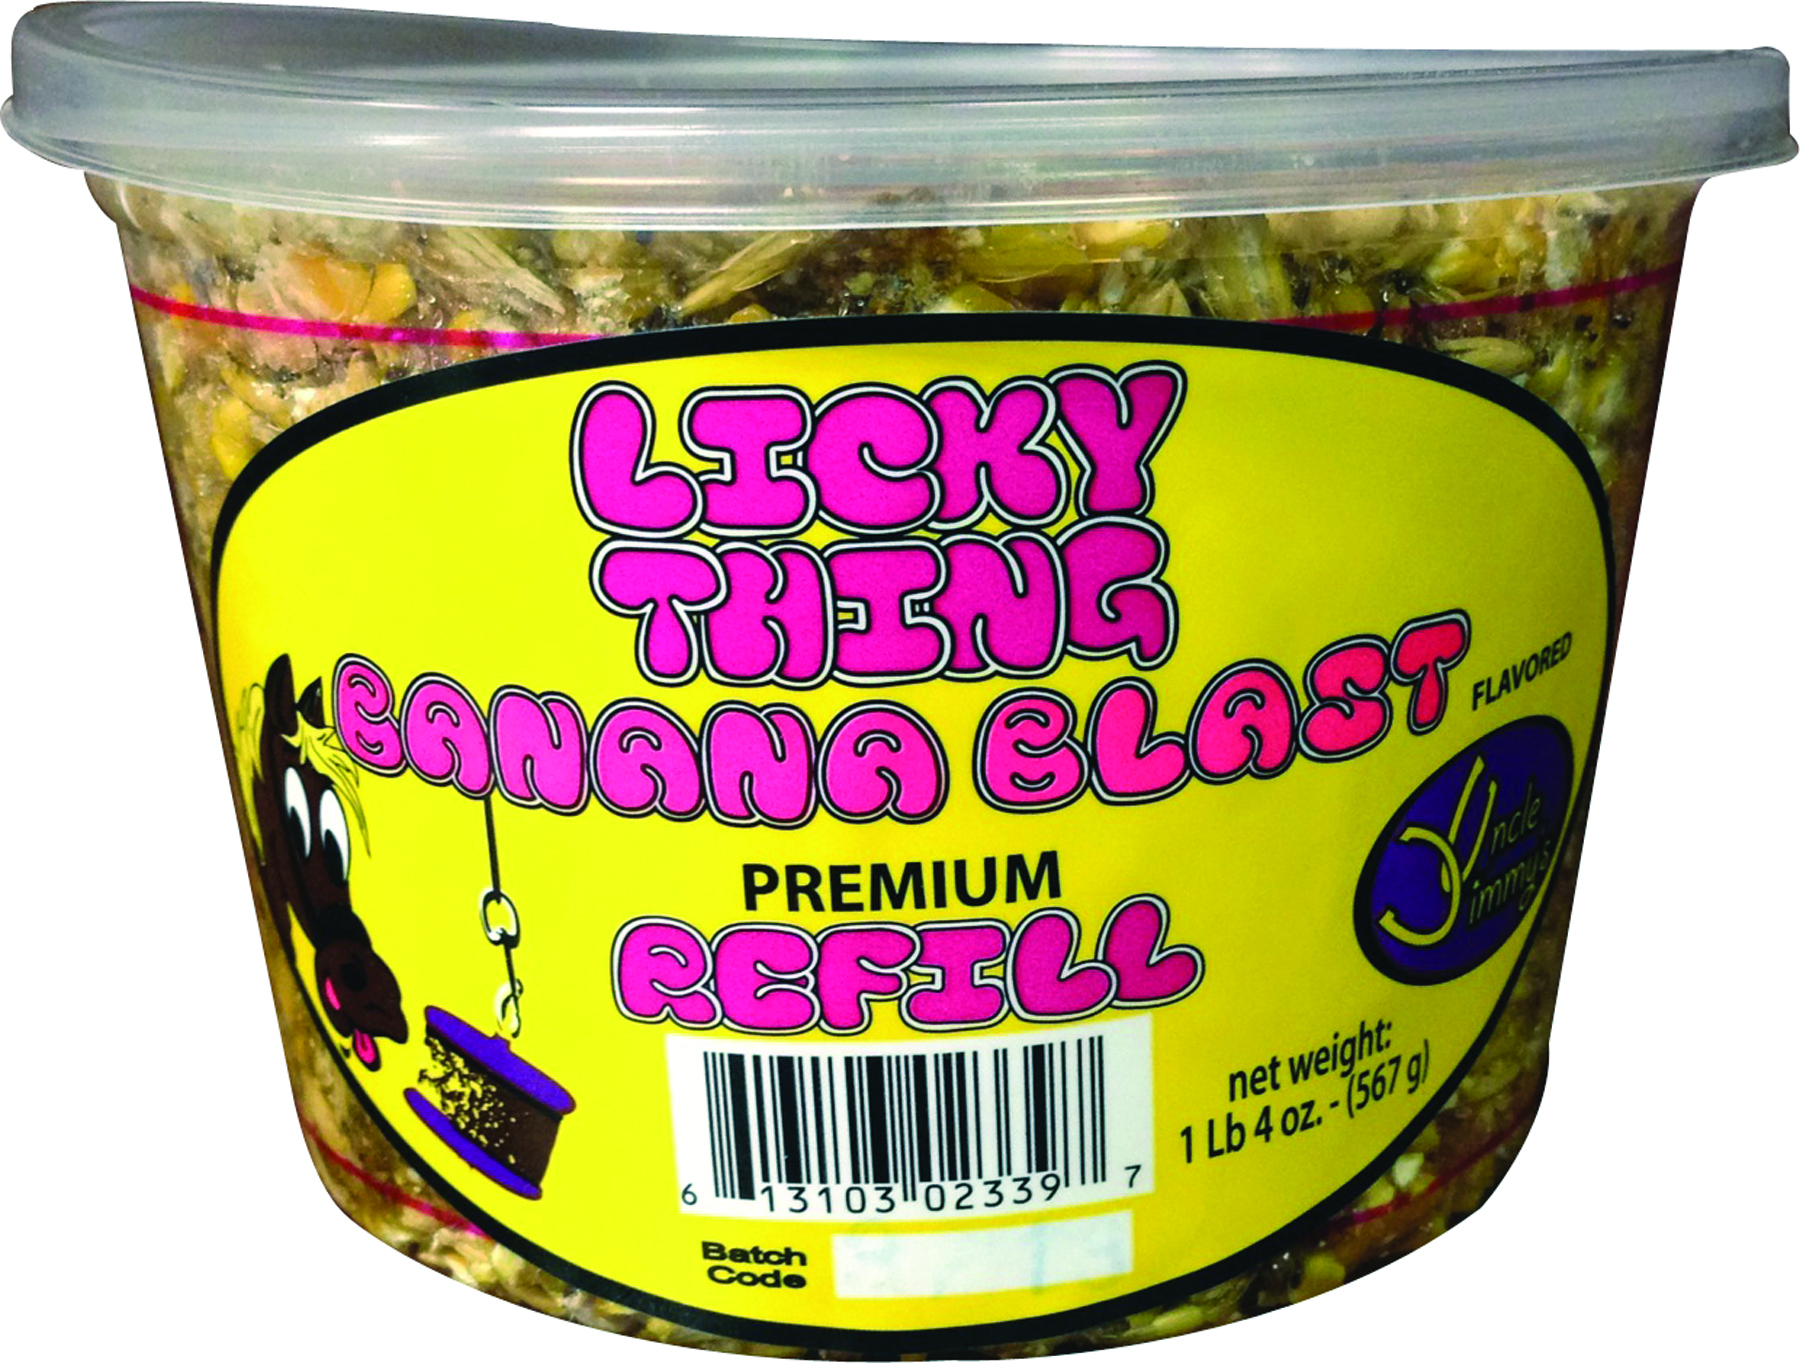 LICKY
THING
BANANA BLAST
FLAVORED
Uncle
Jimmy's
PREMIUM
REFILL
net weight:
1 Lb 4 oz. - (567 g)
6 13103 02339 7
Batch
Code